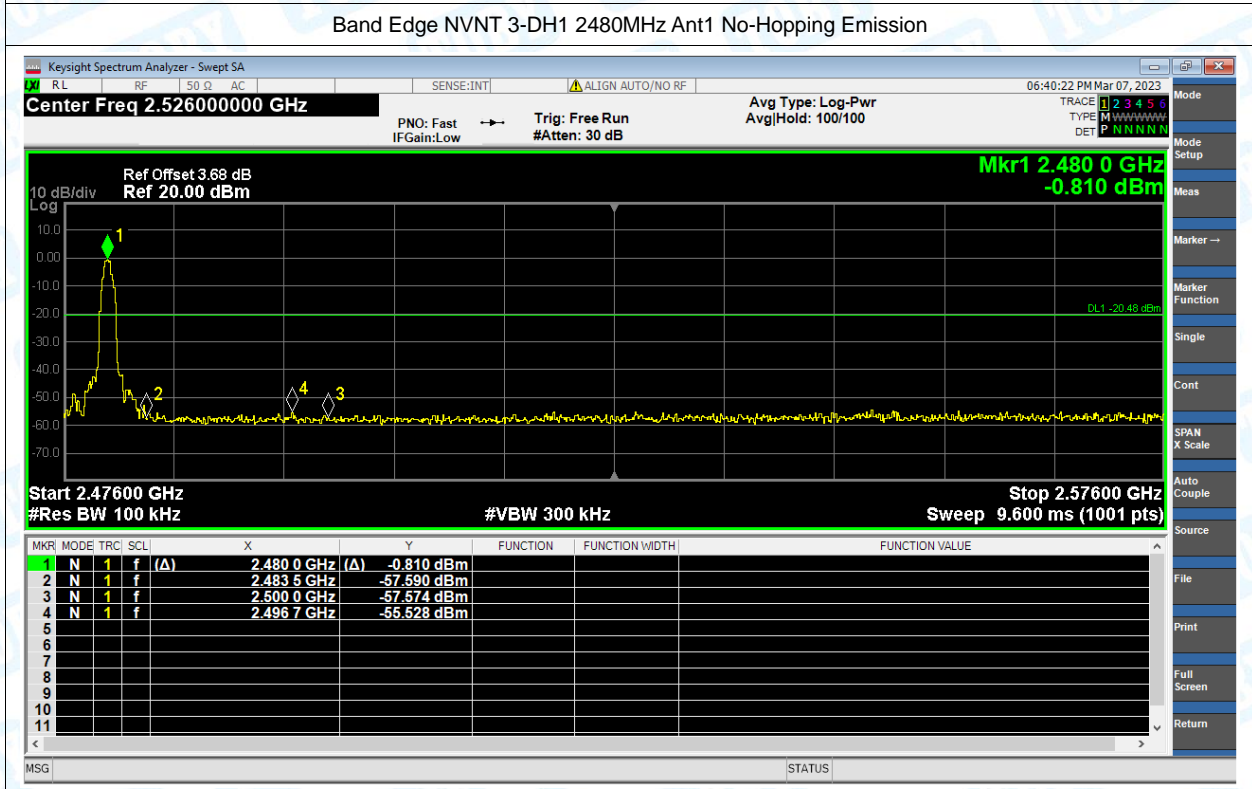 Band Edge NVNT 3-DH1 2480MHz Ant1 No-Hopping Emission
Keysight Spectrum Analyzer - Swept SA
LXI RL RF 50 Ω AC SENSE:INT ALIGN AUTO/NO RF 06:40:22 PM Mar 07, 2023
Center Freq 2.526000000 GHz
PNO: Fast
IFGain:Low
Trig: Free Run
#Atten: 30 dB
Avg Type: Log-Pwr
Avg|Hold: 100/100
TRACE 1 2 3 4 5 6
TYPE M WWWWW
DET P N N N N N
Mkr1 2.480 0 GHz
-0.810 dBm
Ref Offset 3.68 dB
10 dB/div Ref 20.00 dBm
Log
10.0
0.00
-10.0
-20.0
-30.0
-40.0
-50.0
-60.0
-70.0
1
2
4
3
DL1 -20.48 dBm
Start 2.47600 GHz Stop 2.57600 GHz
#Res BW 100 kHz #VBW 300 kHz Sweep 9.600 ms (1001 pts)
MKR MODE TRC SCL X Y FUNCTION FUNCTION WIDTH FUNCTION VALUE
1 N 1 f (Δ) 2.480 0 GHz (Δ) -0.810 dBm
2 N 1 f 2.483 5 GHz -57.590 dBm
3 N 1 f 2.500 0 GHz -57.574 dBm
4 N 1 f 2.496 7 GHz -55.528 dBm
5
6
7
8
9
10
11
MSG STATUS
Mode
Mode
Setup
Meas
Marker →
Marker
Function
Single
Cont
SPAN
X Scale
Auto
Couple
Source
File
Print
Full
Screen
Return